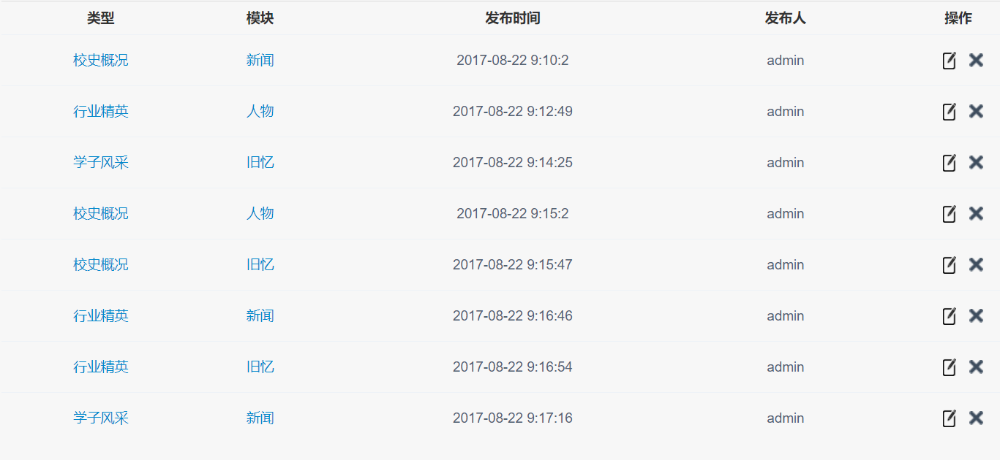 类型 模块 发布时间 发布人 操作
校史概况 新闻 2017-08-22 9:10:2 admin
行业精英 人物 2017-08-22 9:12:49 admin
学子风采 旧忆 2017-08-22 9:14:25 admin
校史概况 人物 2017-08-22 9:15:2 admin
校史概况 旧忆 2017-08-22 9:15:47 admin
行业精英 新闻 2017-08-22 9:16:46 admin
行业精英 旧忆 2017-08-22 9:16:54 admin
学子风采 新闻 2017-08-22 9:17:16 admin